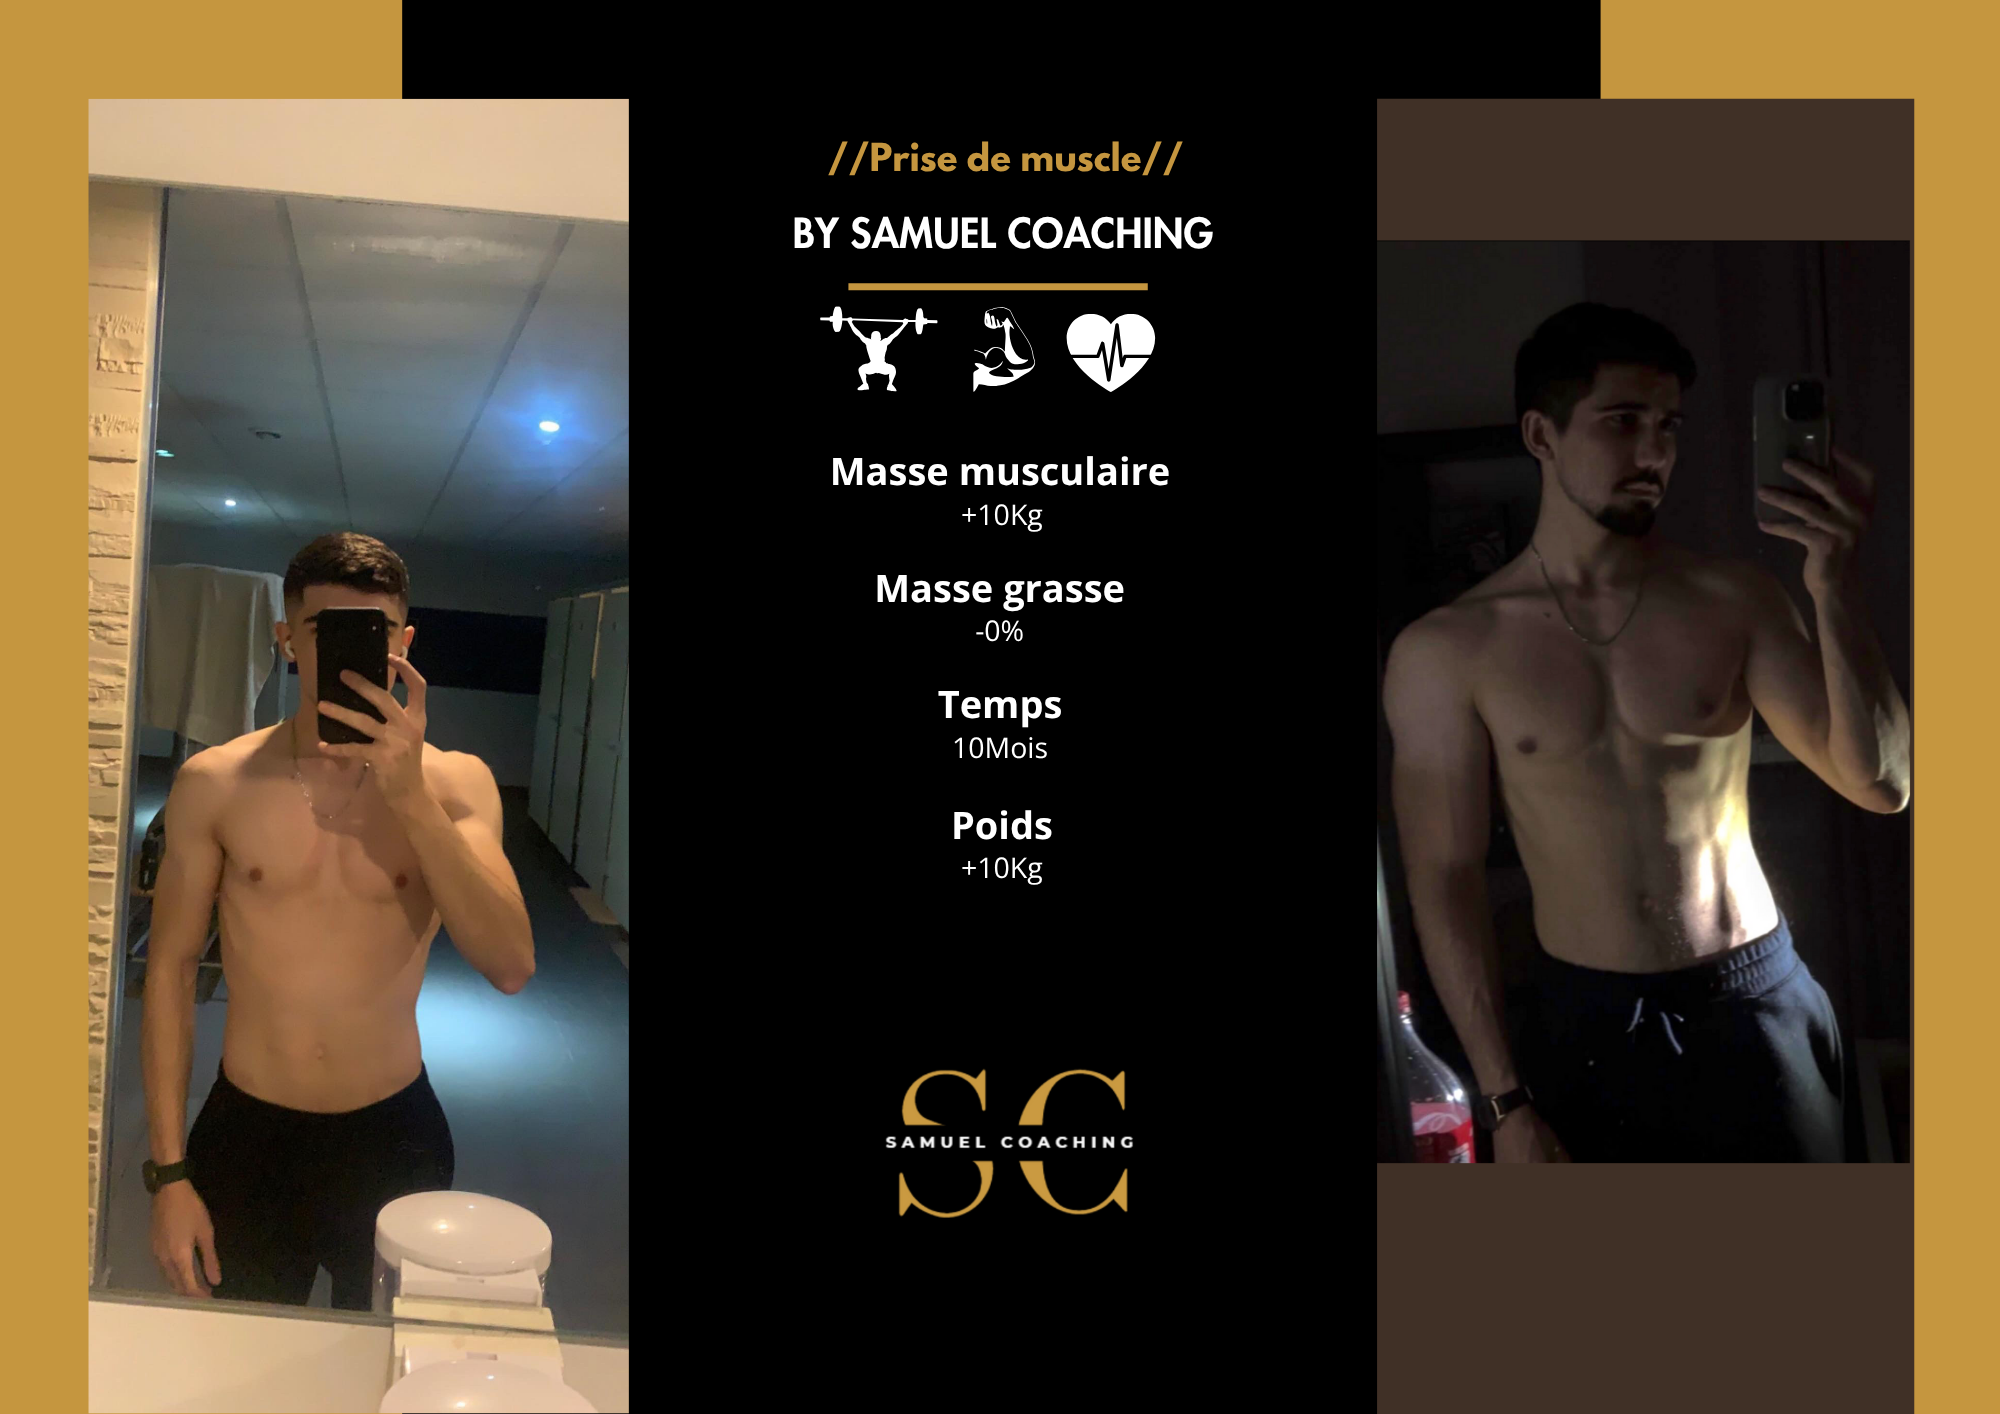 //Prise de muscle//
BY SAMUEL COACHING
Masse musculaire
+10Kg
Masse grasse
-0%
Temps
10Mois
Poids
+10Kg
SC
SAMUEL COACHING